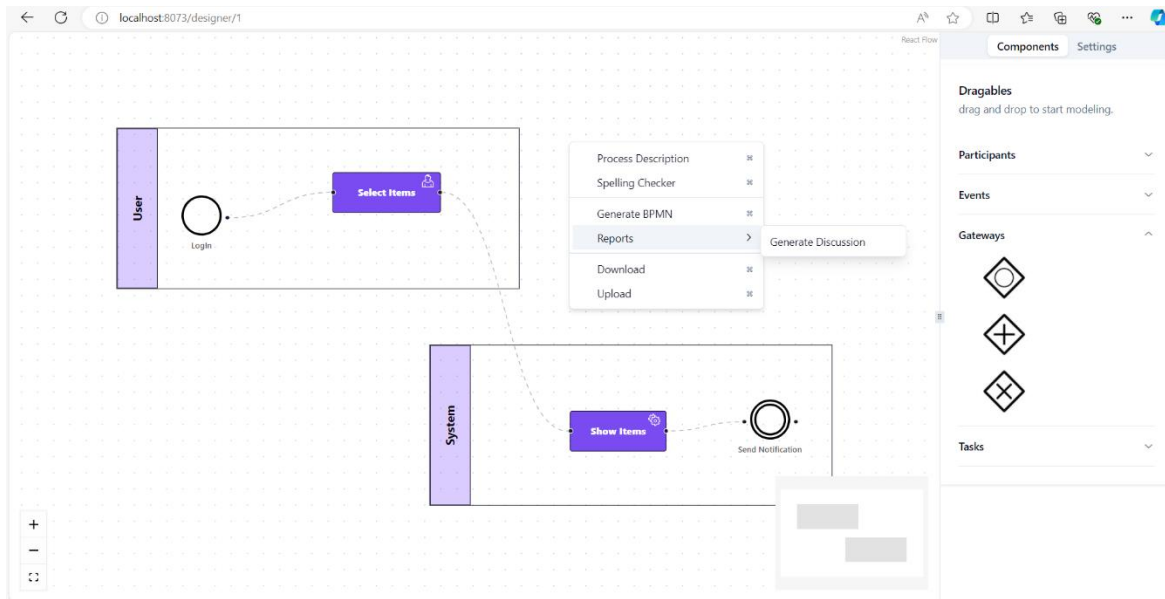 localhost:8073/designer/1
React Flow
Components Settings
Dragables
drag and drop to start modeling.
Participants
Events
Gateways
Tasks
User
LogIn
Select Items
Process Description ⌘
Spelling Checker ⌘
Generate BPMN ⌘
Reports
Generate Discussion
Download ⌘
Upload ⌘
System
Show Items
Send Notification